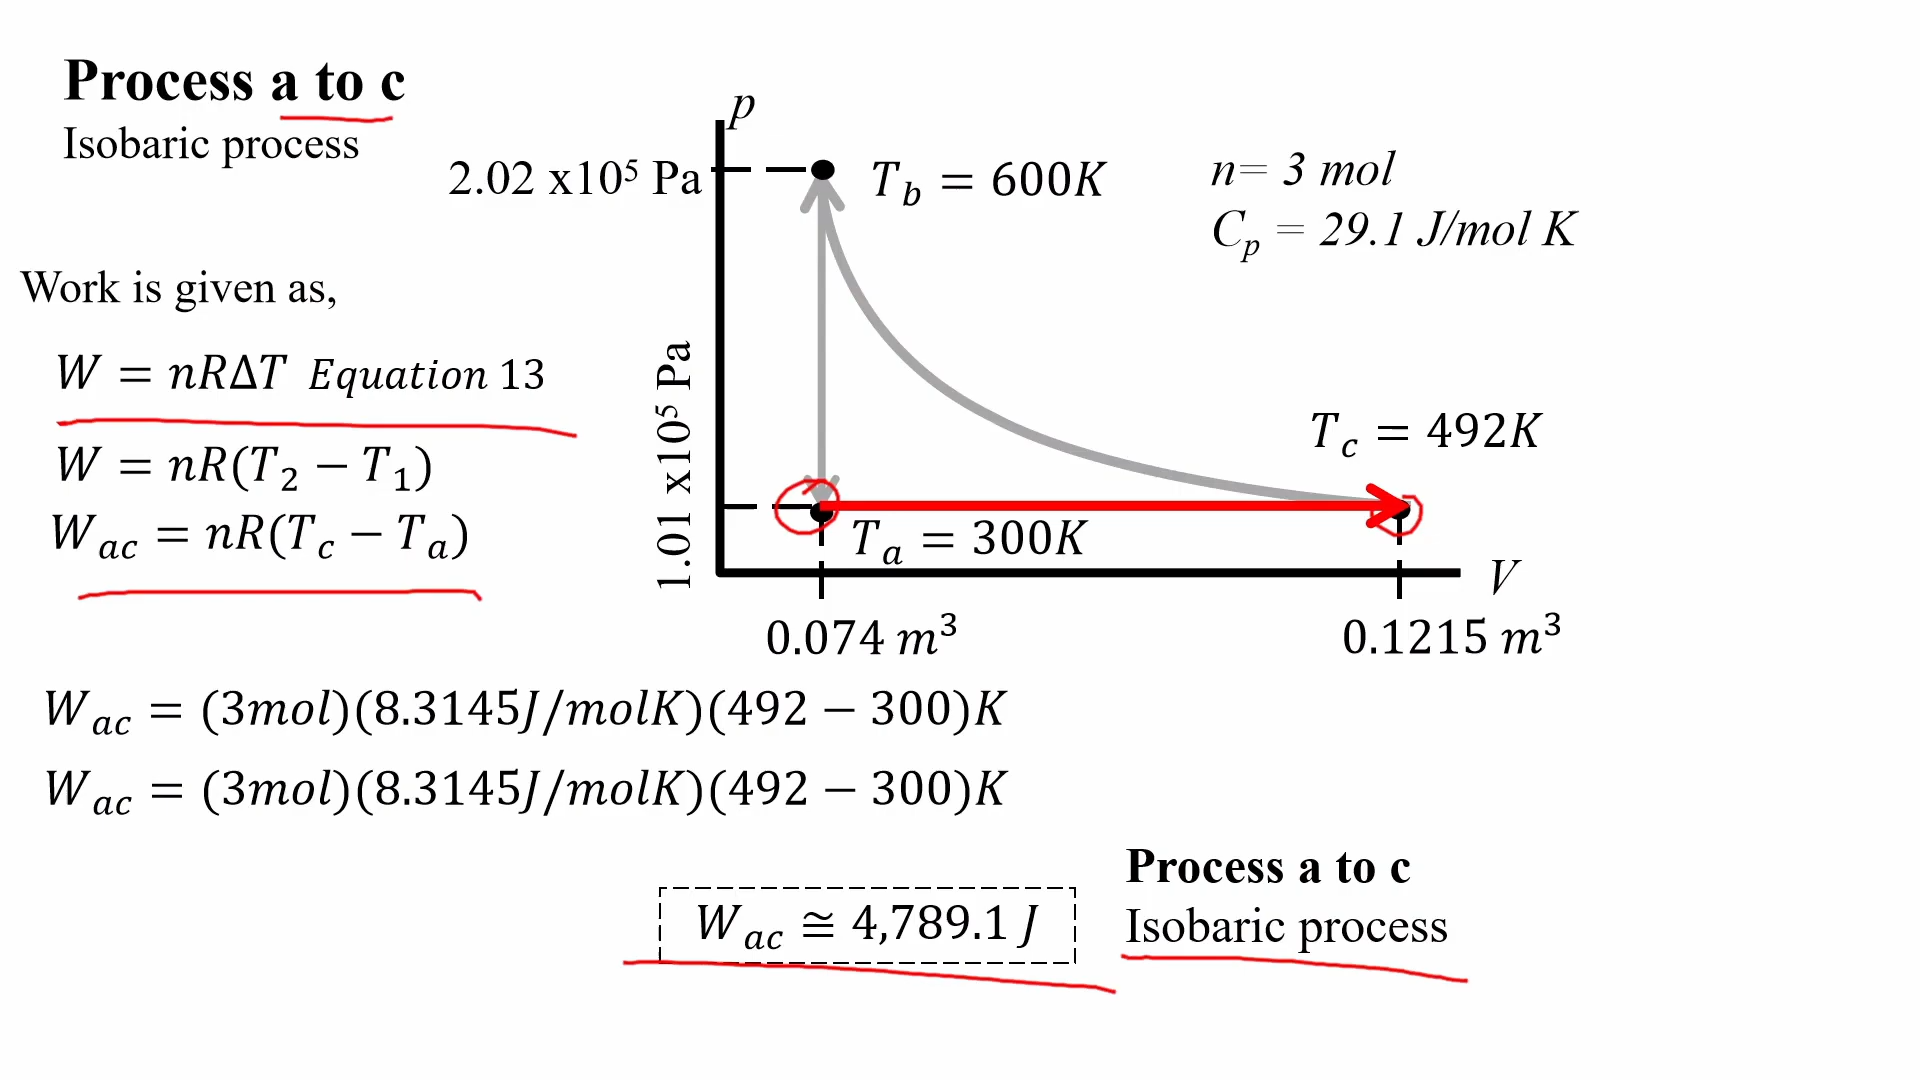 Process a to c
Isobaric process
p
2.02 x10⁵ Pa
T_b = 600K
n= 3 mol
C_p = 29.1 J/mol K
Work is given as,
W = nRΔT Equation 13
W = nR(T₂ − T₁)
W_ac = nR(T_c − T_a)
1.01 x10⁵ Pa
T_c = 492K
T_a = 300K
V
0.074 m³
0.1215 m³
W_ac = (3mol)(8.3145J/molK)(492 − 300)K
W_ac = (3mol)(8.3145J/molK)(492 − 300)K
W_ac ≅ 4,789.1 J
Process a to c
Isobaric process